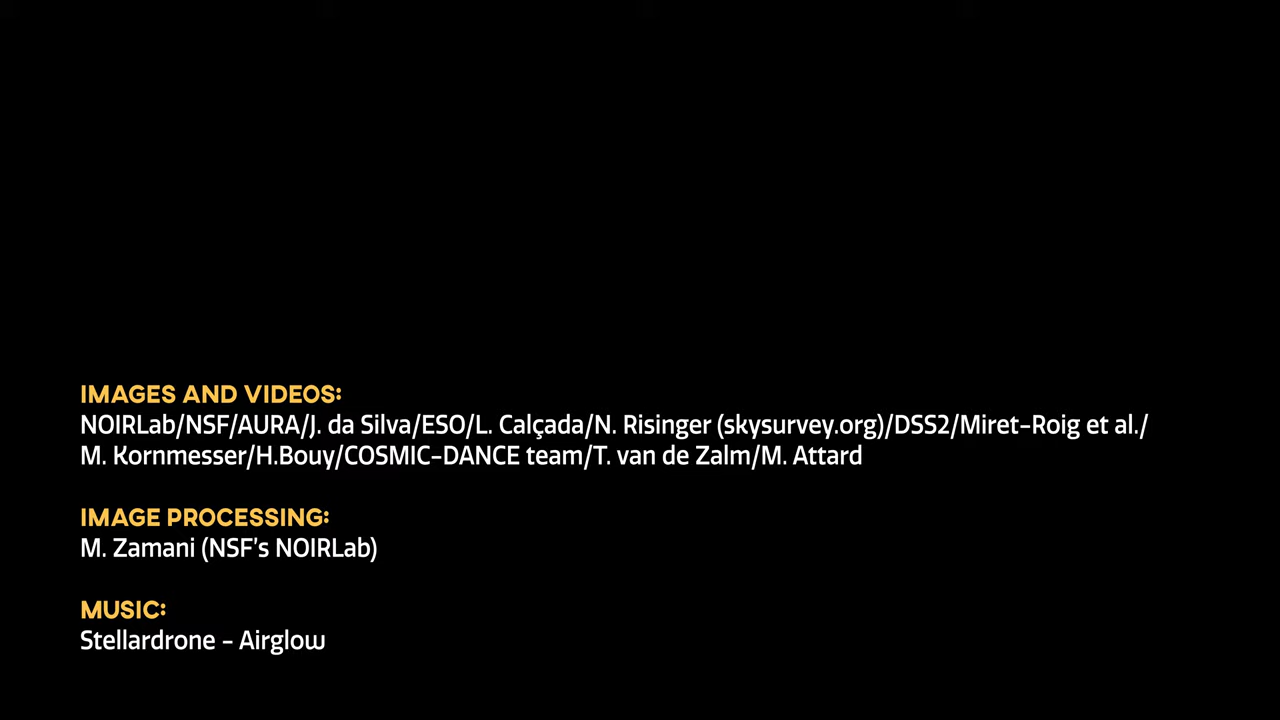 IMAGES AND VIDEOS:
NOIRLab/NSF/AURA/J. da Silva/ESO/L. Calçada/N. Risinger (skysurvey.org)/DSS2/Miret-Roig et al./
M. Kornmesser/H.Bouy/COSMIC-DANCE team/T. van de Zalm/M. Attard
IMAGE PROCESSING:
M. Zamani (NSF's NOIRLab)
MUSIC:
Stellardrone - Airglow